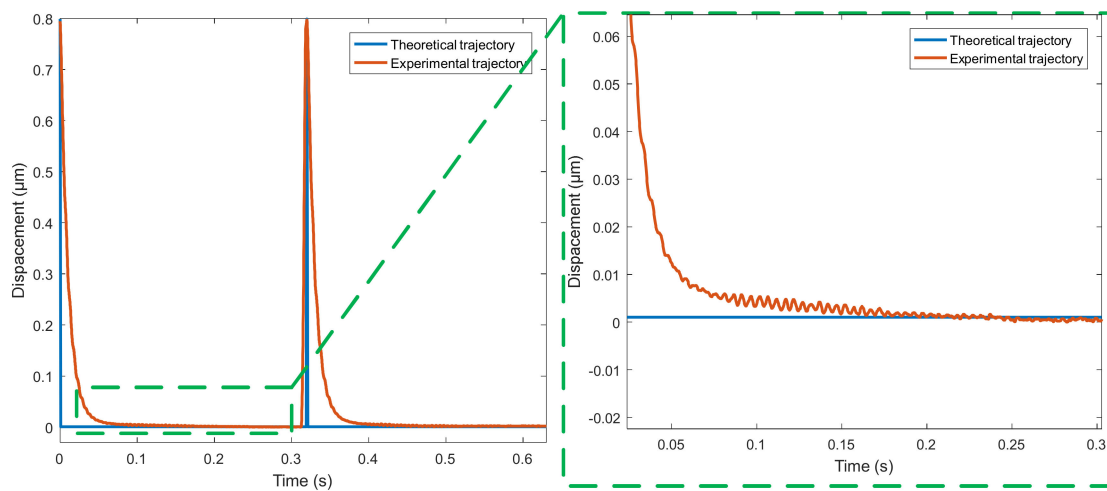 0.8
0.7
0.6
0.5
0.4
0.3
0.2
0.1
0
Dispacement (μm)
0 0.1 0.2 0.3 0.4 0.5 0.6
Time (s)
Theoretical trajectory
Experimental trajectory
0.06
0.05
0.04
0.03
0.02
0.01
0
-0.01
-0.02
Dispacement (μm)
0.05 0.1 0.15 0.2 0.25 0.3
Time (s)
Theoretical trajectory
Experimental trajectory